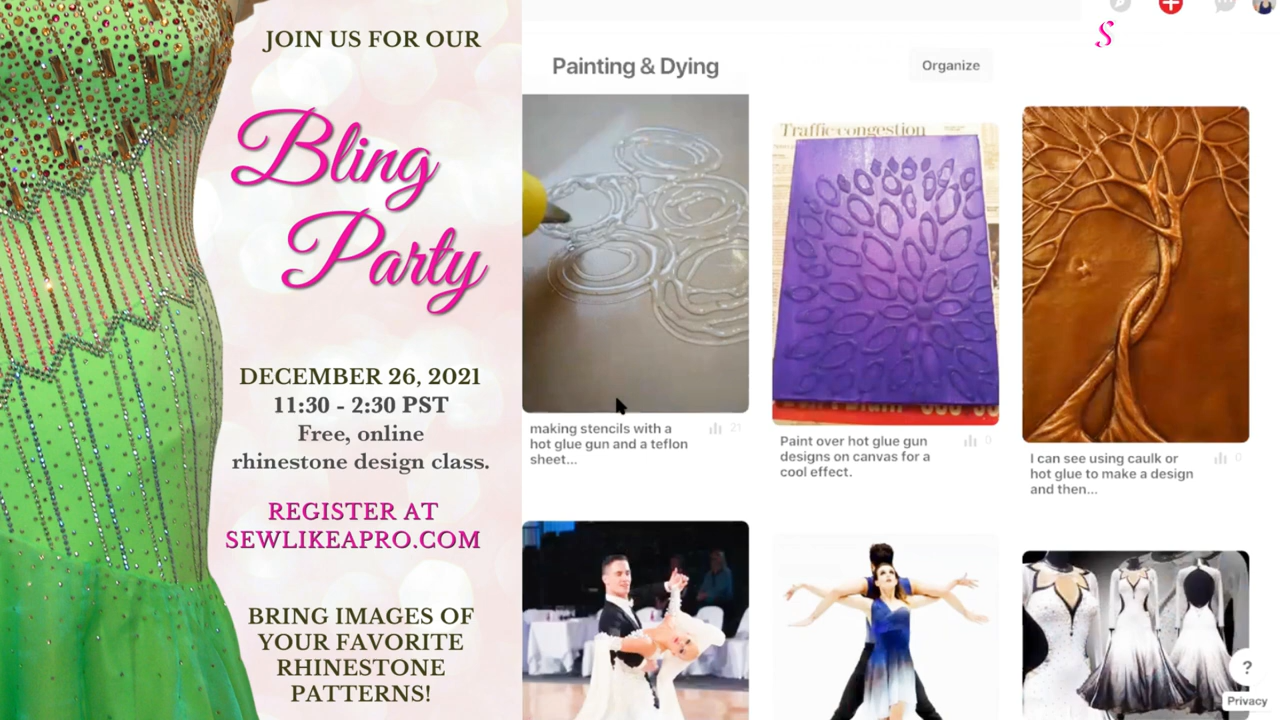 JOIN US FOR OUR
Bling
Party
DECEMBER 26, 2021
11:30 - 2:30 PST
Free, online
rhinestone design class.
REGISTER AT
SEWLIKEAPRO.COM
BRING IMAGES OF
YOUR FAVORITE
RHINESTONE
PATTERNS!
S
Painting & Dying
Organize
making stencils with a
hot glue gun and a teflon
sheet...
21
Traffic congestion
Paint over hot glue gun
designs on canvas for a
cool effect.
0
I can see using caulk or
hot glue to make a design
and then...
0
?
Privacy